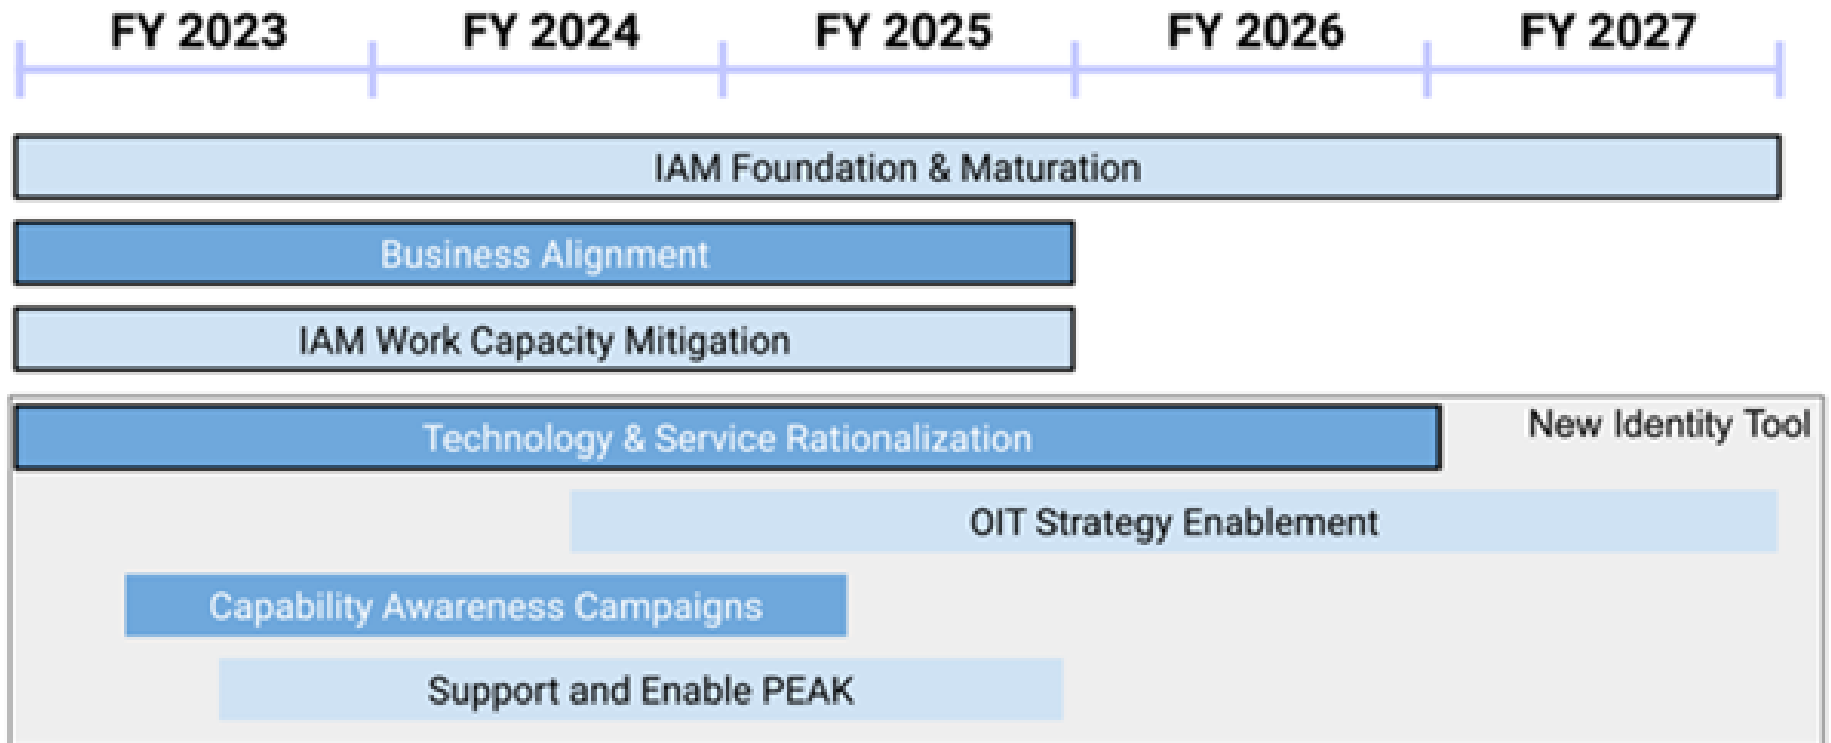 FY 2023 FY 2024 FY 2025 FY 2026 FY 2027
IAM Foundation & Maturation
Business Alignment
IAM Work Capacity Mitigation
Technology & Service Rationalization
New Identity Tool
OIT Strategy Enablement
Capability Awareness Campaigns
Support and Enable PEAK